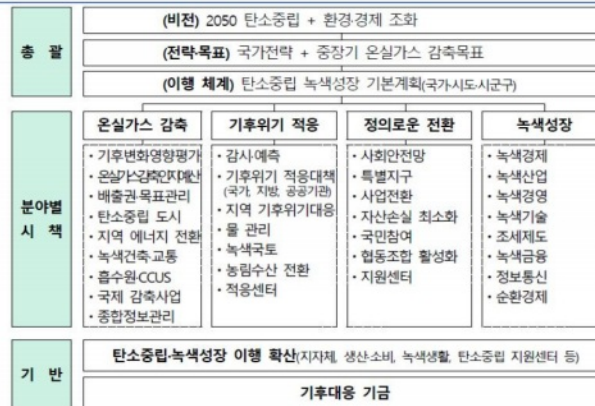 총 괄
(비전) 2050 탄소중립 + 환경·경제 조화
(전략·목표) 국가전략 + 중장기 온실가스 감축목표
(이행 체계) 탄소중립 녹색성장 기본계획(국가·시도·시군구)
분야별
시 책
온실가스 감축
・기후변화영향평가
・온실가스감축인지예산
・배출권·목표관리
・탄소중립 도시
・지역 에너지 전환
・녹색건축·교통
・흡수원·CCUS
・국제 감축사업
・종합정보관리
기후위기 적응
・감시·예측
・기후위기 적응대책
(국가, 지방, 공공기관)
・지역 기후위기대응
・물 관리
・녹색국토
・농림수산 전환
・적응센터
정의로운 전환
・사회안전망
・특별지구
・사업전환
・자산손실 최소화
・국민참여
・협동조합 활성화
・지원센터
녹색성장
・녹색경제
・녹색산업
・녹색경영
・녹색기술
・조세제도
・녹색금융
・정보통신
・순환경제
기 반
탄소중립·녹색성장 이행 확산(지자체, 생산·소비, 녹색생활, 탄소중립 지원센터 등)
기후대응 기금